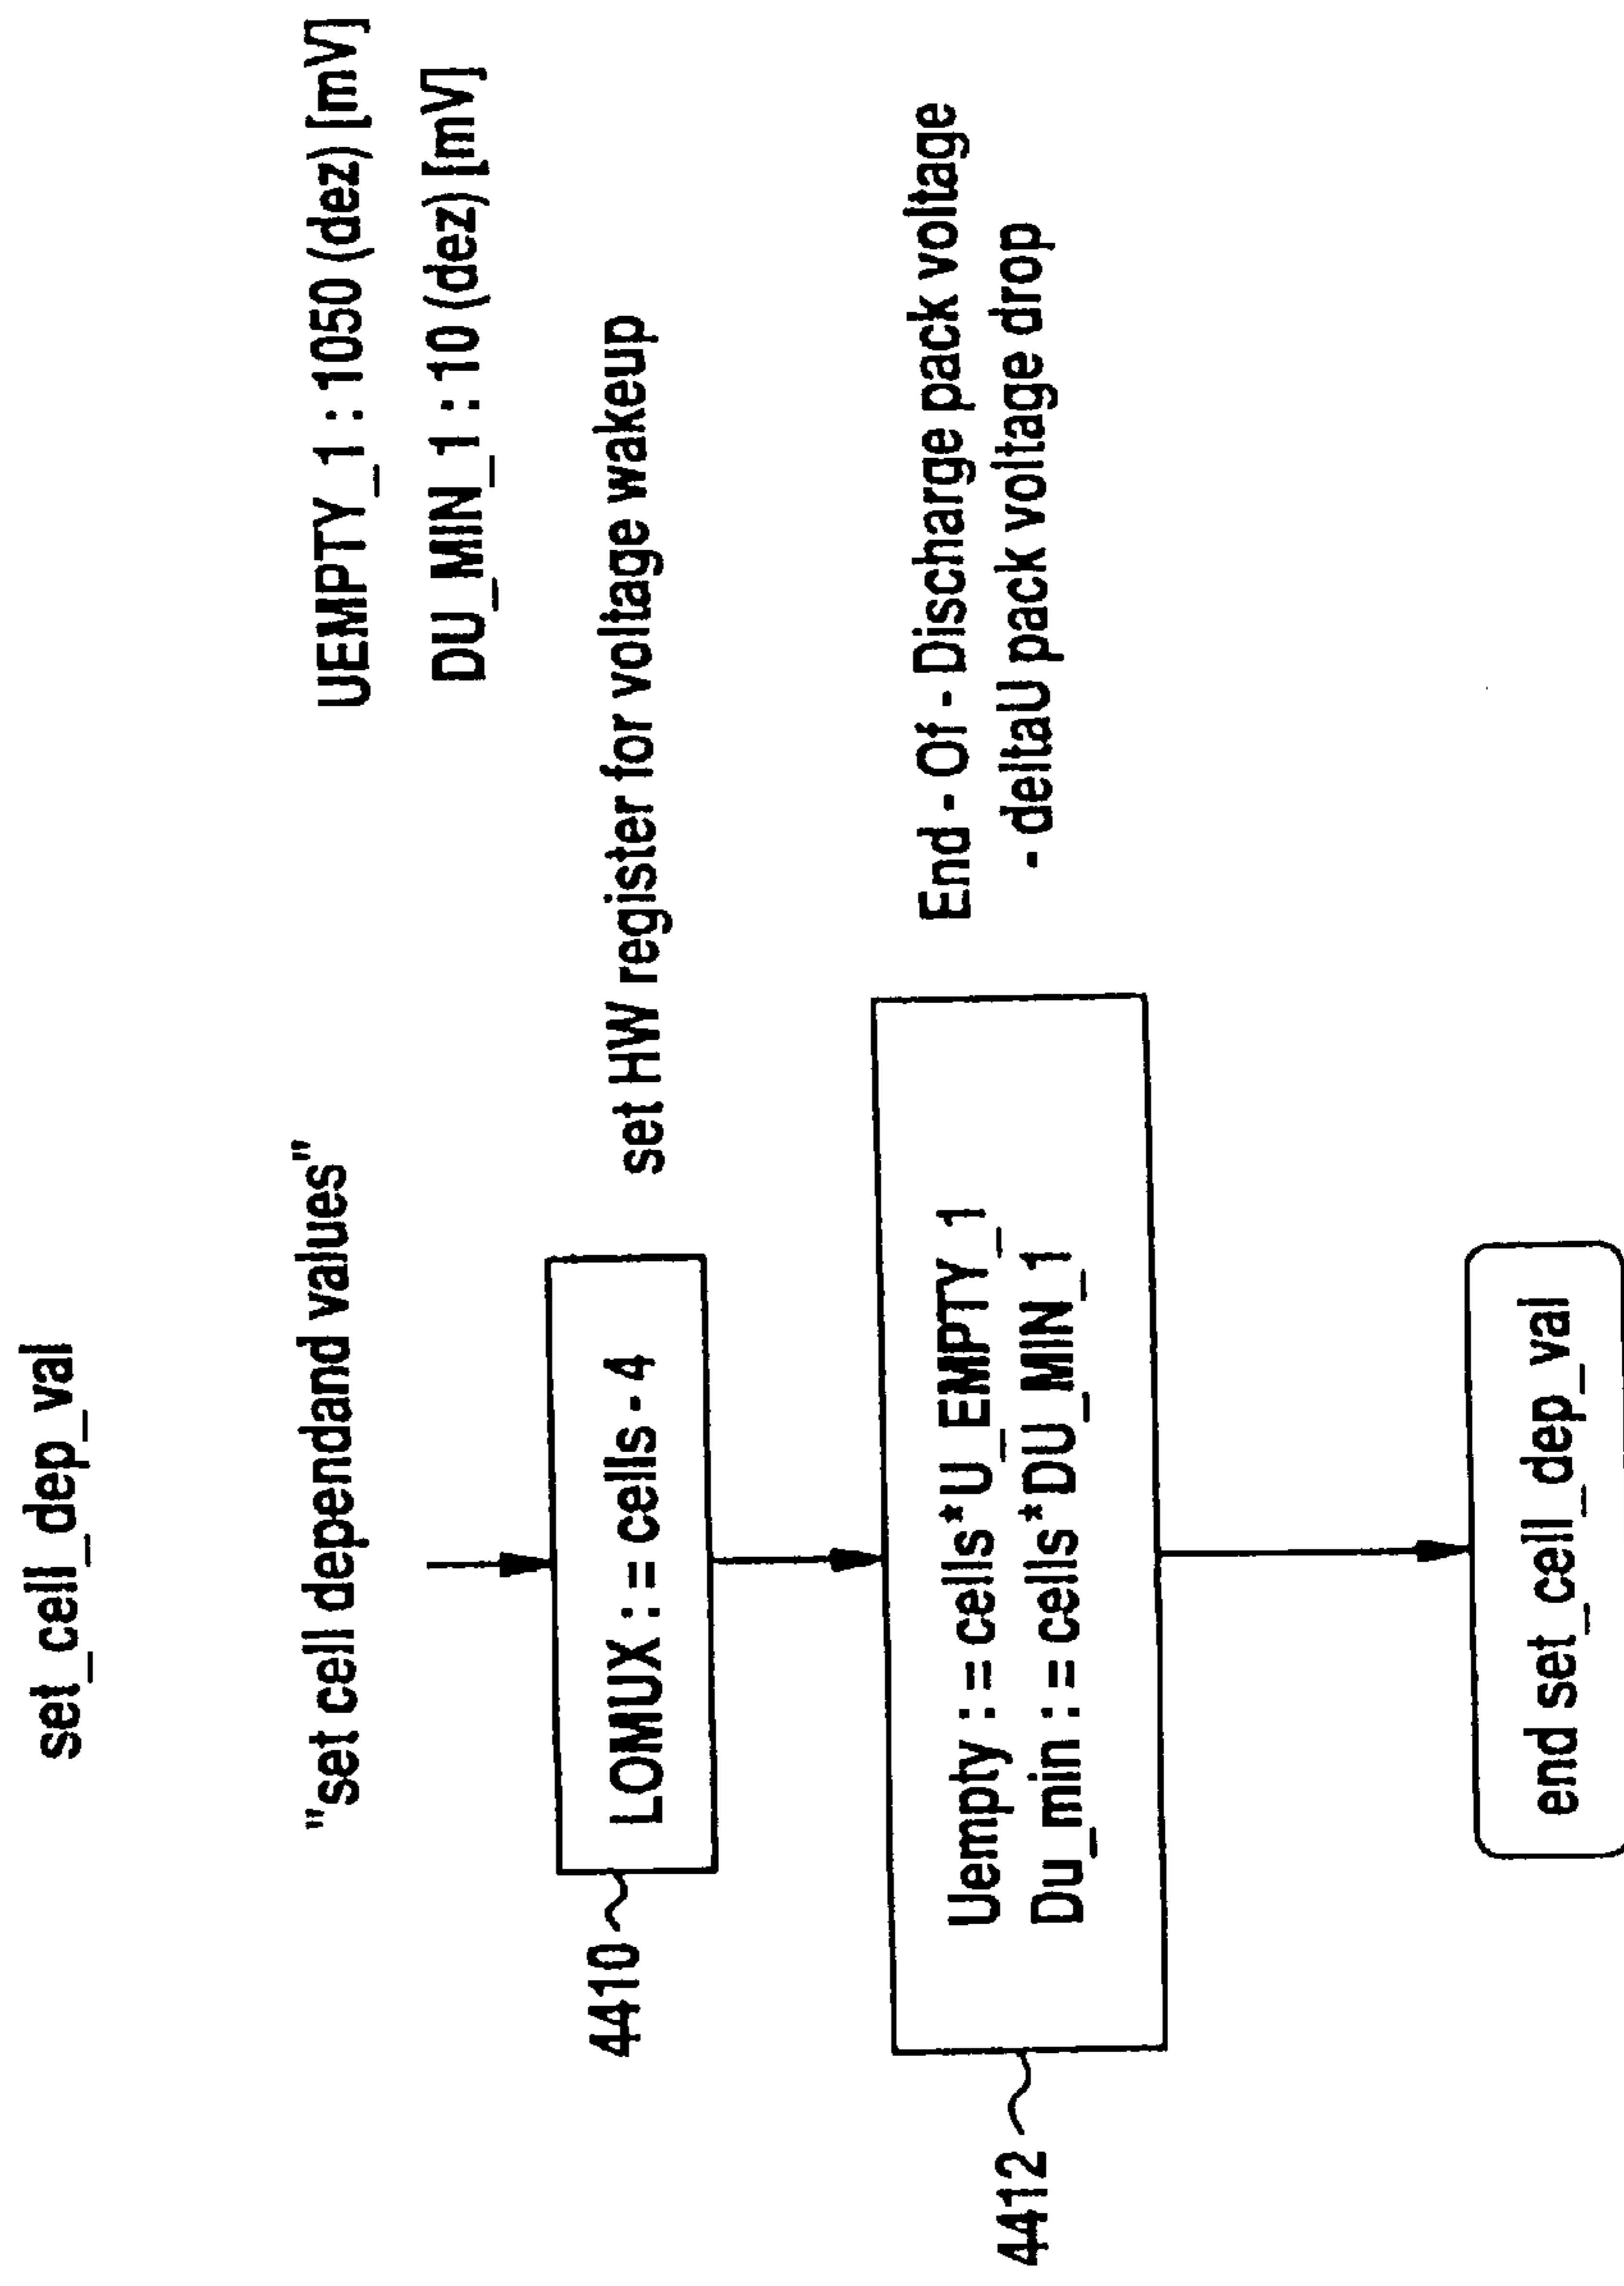 set_cell_dep_val
"set cell dependand values"
UEMPTY_1 : 1050 (dez) [mV]
DU_MIN_1 : 10 (dez) [mV]
4410
LOMUX : = cells - 4
set HW register for voltage wakeup
4412
Uempty : = cells*U_EMPTY_1
Du_min : = cells*DU_MIN_1
End - Of - Discharge pack voltage
- deltaU pack voltage drop
end set_cell_dep_val